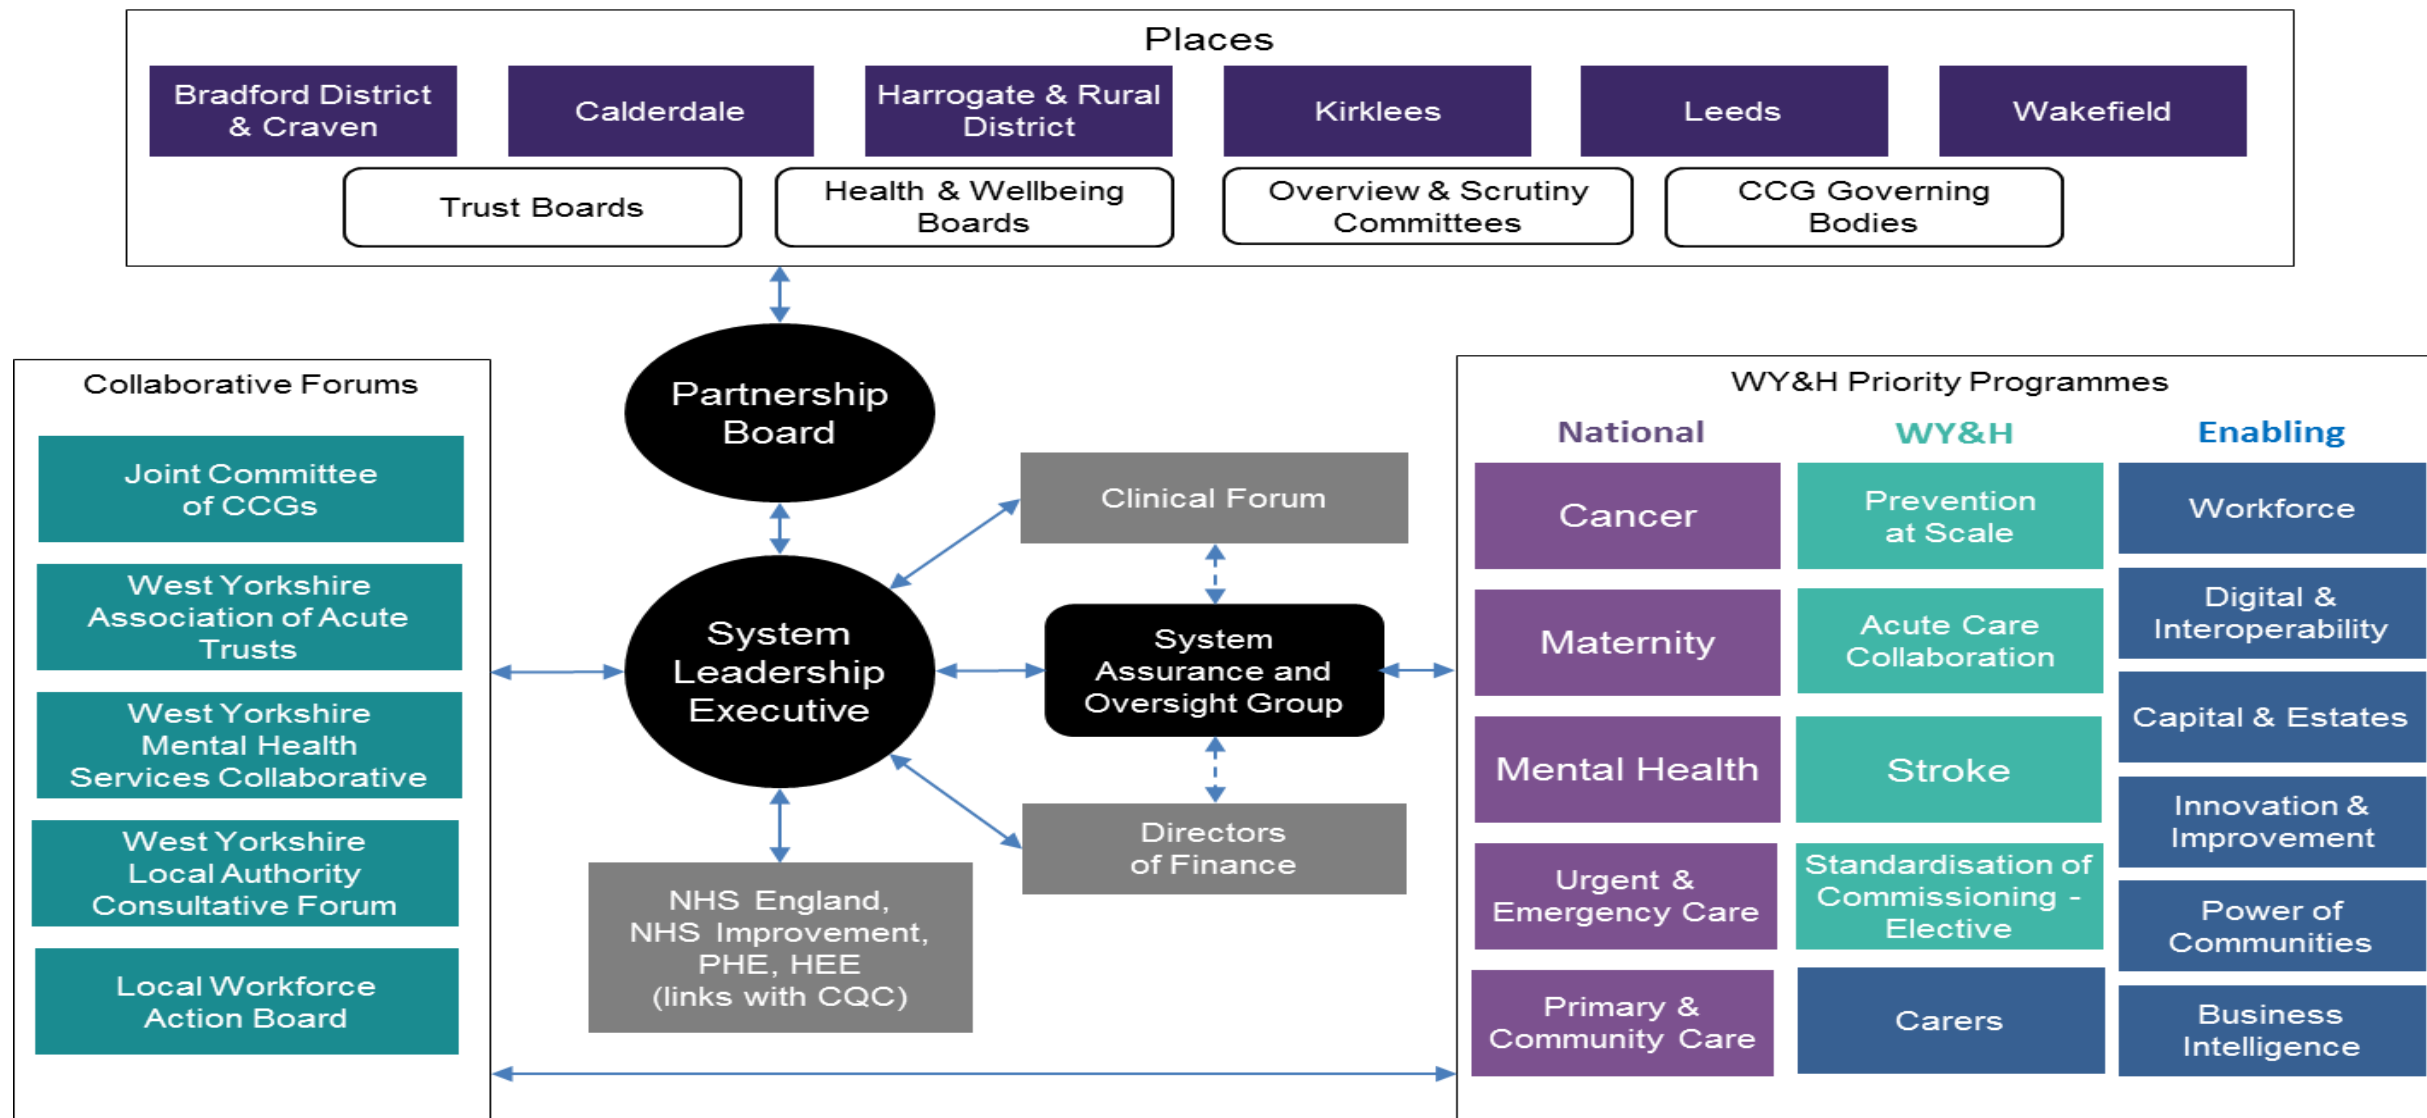 Places
Bradford District
& Craven
Calderdale
Harrogate & Rural
District
Kirklees
Leeds
Wakefield
Trust Boards
Health & Wellbeing
Boards
Overview & Scrutiny
Committees
CCG Governing
Bodies
Collaborative Forums
Joint Committee
of CCGs
West Yorkshire
Association of Acute
Trusts
West Yorkshire
Mental Health
Services Collaborative
West Yorkshire
Local Authority
Consultative Forum
Local Workforce
Action Board
Partnership
Board
System
Leadership
Executive
NHS England,
NHS Improvement,
PHE, HEE
(links with CQC)
Clinical Forum
System
Assurance and
Oversight Group
Directors
of Finance
WY&H Priority Programmes
National
Cancer
Maternity
Mental Health
Urgent &
Emergency Care
Primary &
Community Care
WY&H
Prevention
at Scale
Acute Care
Collaboration
Stroke
Standardisation of
Commissioning -
Elective
Carers
Enabling
Workforce
Digital &
Interoperability
Capital & Estates
Innovation &
Improvement
Power of
Communities
Business
Intelligence